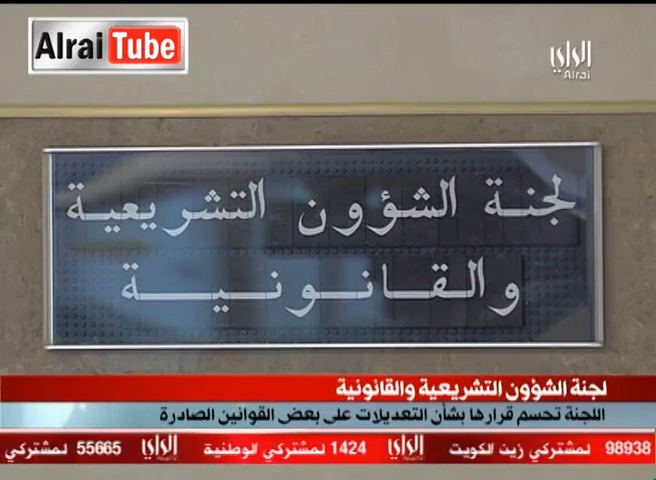 Alrai Tube
الراي
Alrai
لجنة الشؤون التشريعية
والقانونية
لجنة الشؤون التشريعية والقانونية
اللجنة تحسم قرارها بشأن التعديلات على بعض القوانين الصادرة
98938 لمشتركي زين الكويت الراي 1424 لمشتركي الوطنية الراي 55665 لمشتركي